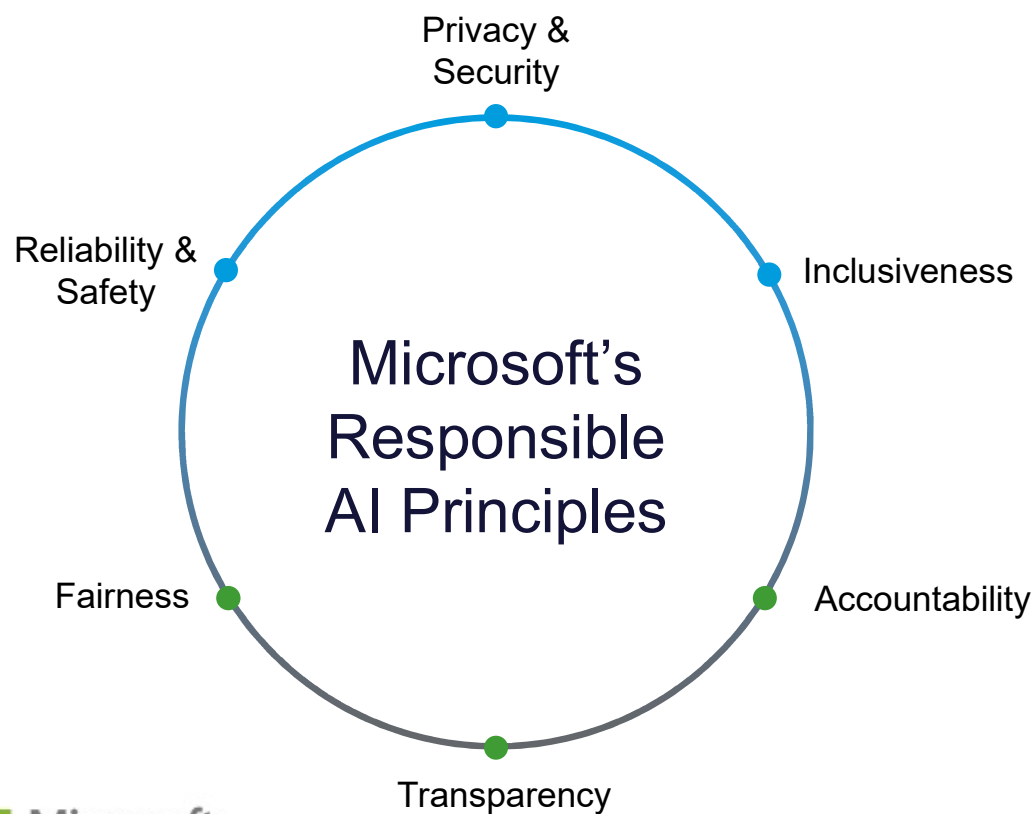 Privacy &
Security
Reliability &
Safety
Inclusiveness
Microsoft’s
Responsible
AI Principles
Fairness
Accountability
Transparency